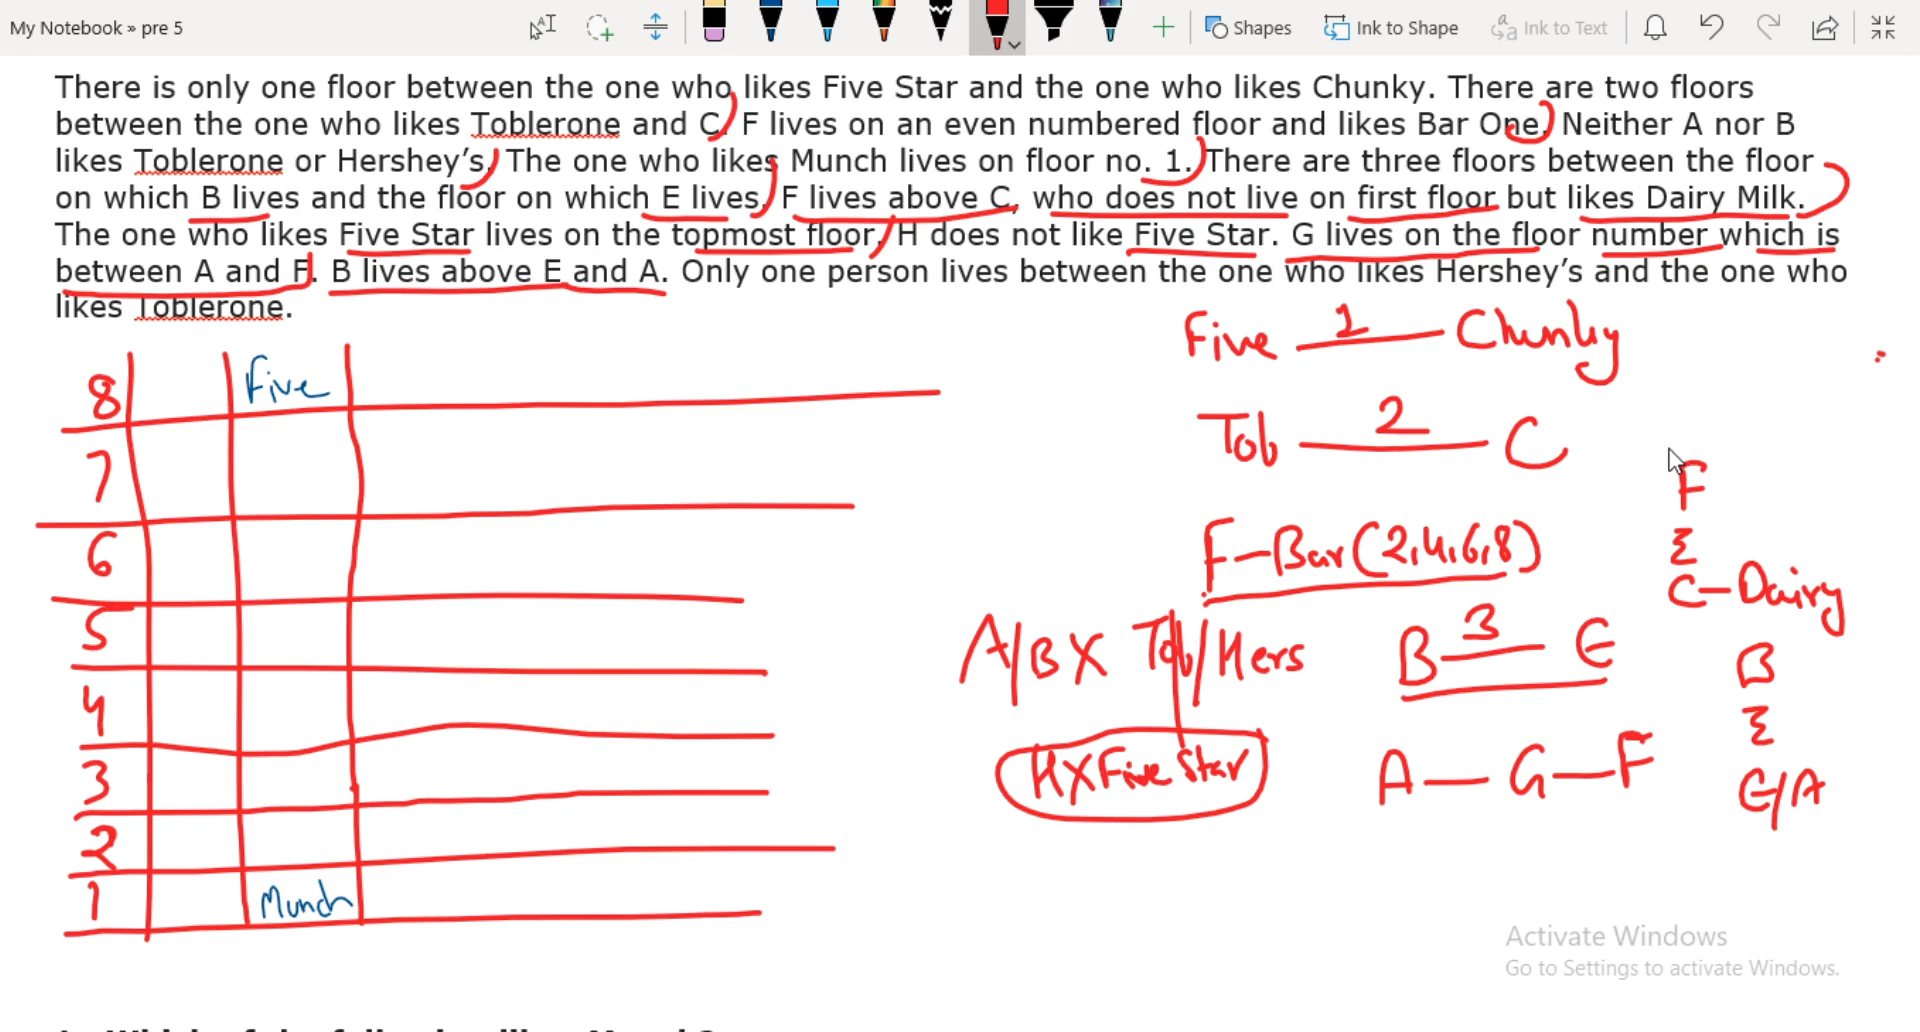 My Notebook » pre 5
Shapes
Ink to Shape
Ink to Text
There is only one floor between the one who likes Five Star and the one who likes Chunky. There are two floors
between the one who likes Toblerone and C. F lives on an even numbered floor and likes Bar One. Neither A nor B
likes Toblerone or Hershey’s. The one who likes Munch lives on floor no. 1. There are three floors between the floor
on which B lives and the floor on which E lives. F lives above C, who does not live on first floor but likes Dairy Milk.
The one who likes Five Star lives on the topmost floor. H does not like Five Star. G lives on the floor number which is
between A and F. B lives above E and A. Only one person lives between the one who likes Hershey’s and the one who
likes Toblerone.
8 Five
7
6
5
4
3
2
1 Munch
Five 1 Chunky
Tob 2 C
F-Bar (2,4,6,8)
A/B X Tob/Hers
B 3 E
HXFive Star
A — G — F
F
C-Dairy
B
E/A
Activate Windows
Go to Settings to activate Windows.